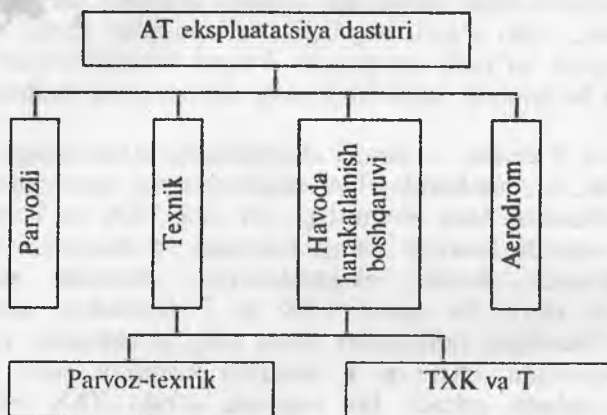 AT ekspluatatsiya dasturi
Parvozli
Texnik
Havoda
harakatlanish
boshqaruvi
Aerodrom
Parvoz-texnik
TXK va T